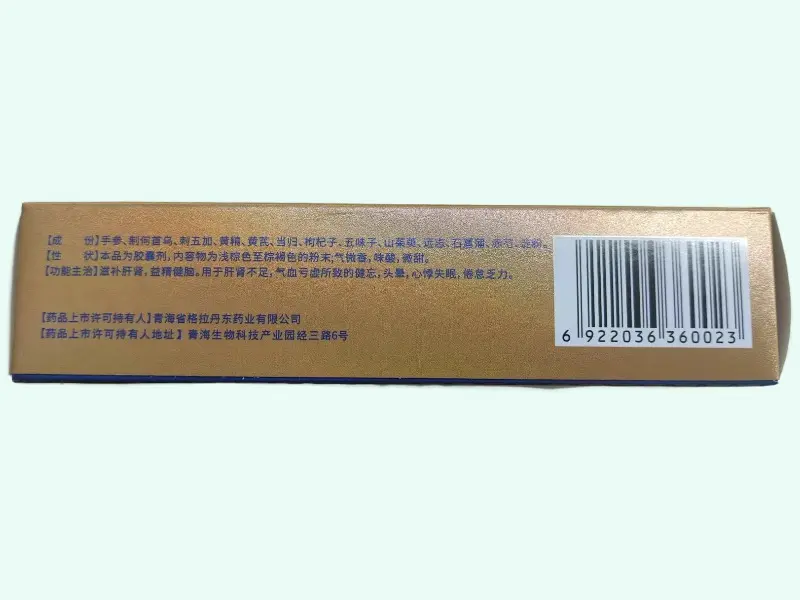 【成　份】手参、制何首乌、刺五加、黄精、黄芪、当归、枸杞子、五味子、山茱萸、远志、石菖蒲、赤芍、淀粉。
【性　状】本品为胶囊剂,内容物为浅棕色至棕褐色的粉末;气微香,味酸,微甜。
【功能主治】滋补肝肾,益精健脑。用于肝肾不足,气血亏虚所致的健忘,头晕,心悸失眠,倦怠乏力。
【药品上市许可持有人】青海省格拉丹东药业有限公司
【药品上市许可持有人地址】青海生物科技产业园经三路6号
6 922036 360023